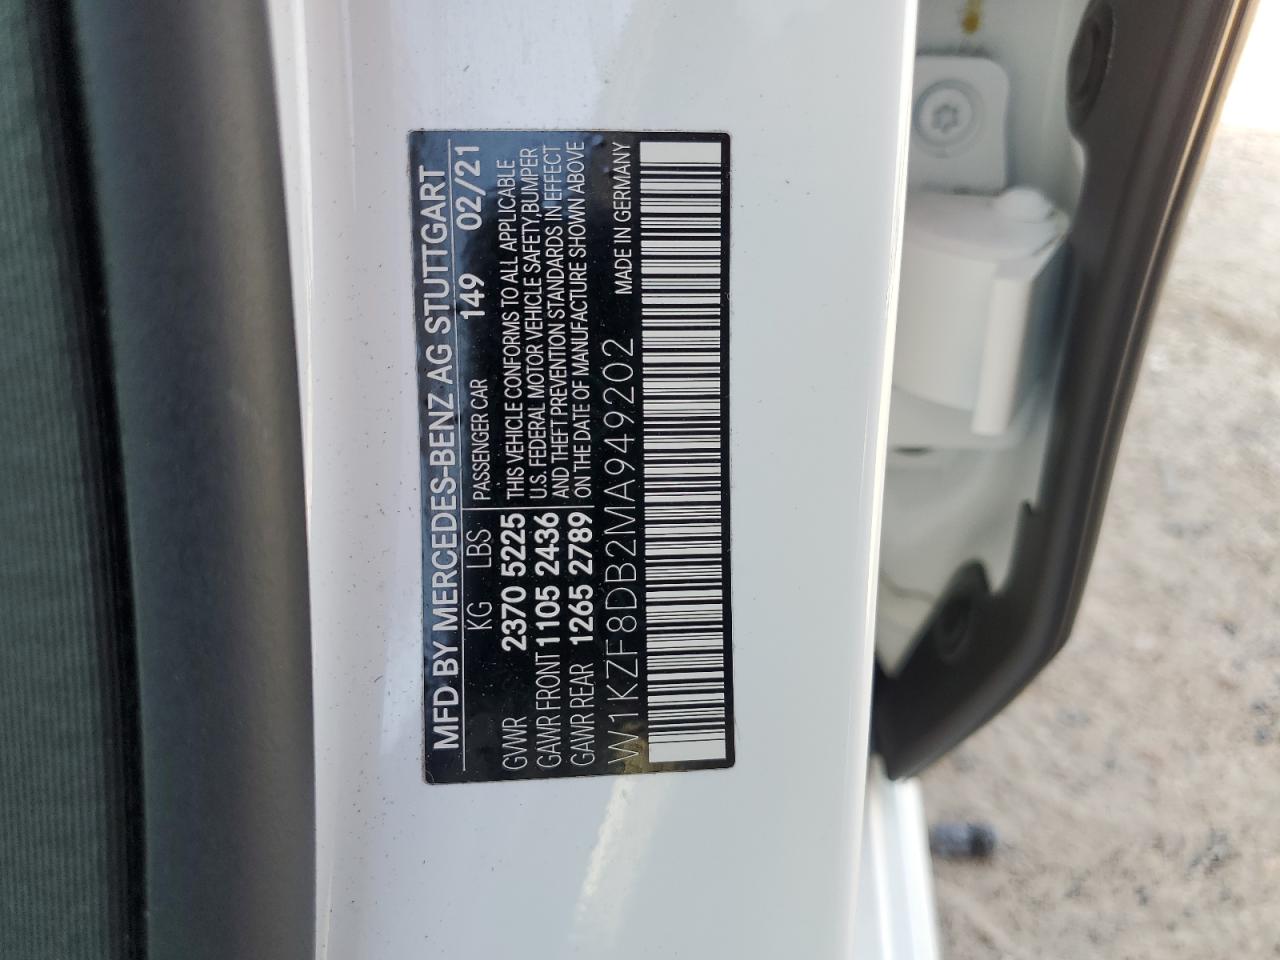 MFD BY MERCEDES-BENZ AG STUTTGART
KG LBS PASSENGER CAR 149 02/21
GVWR 2370 5225 THIS VEHICLE CONFORMS TO ALL APPLICABLE
GAWR FRONT 1105 2436 U.S. FEDERAL MOTOR VEHICLE SAFETY,BUMPER
GAWR REAR 1265 2789 AND THEFT PREVENTION STANDARDS IN EFFECT
ON THE DATE OF MANUFACTURE SHOWN ABOVE
W1KZF8DB2MA949202 MADE IN GERMANY